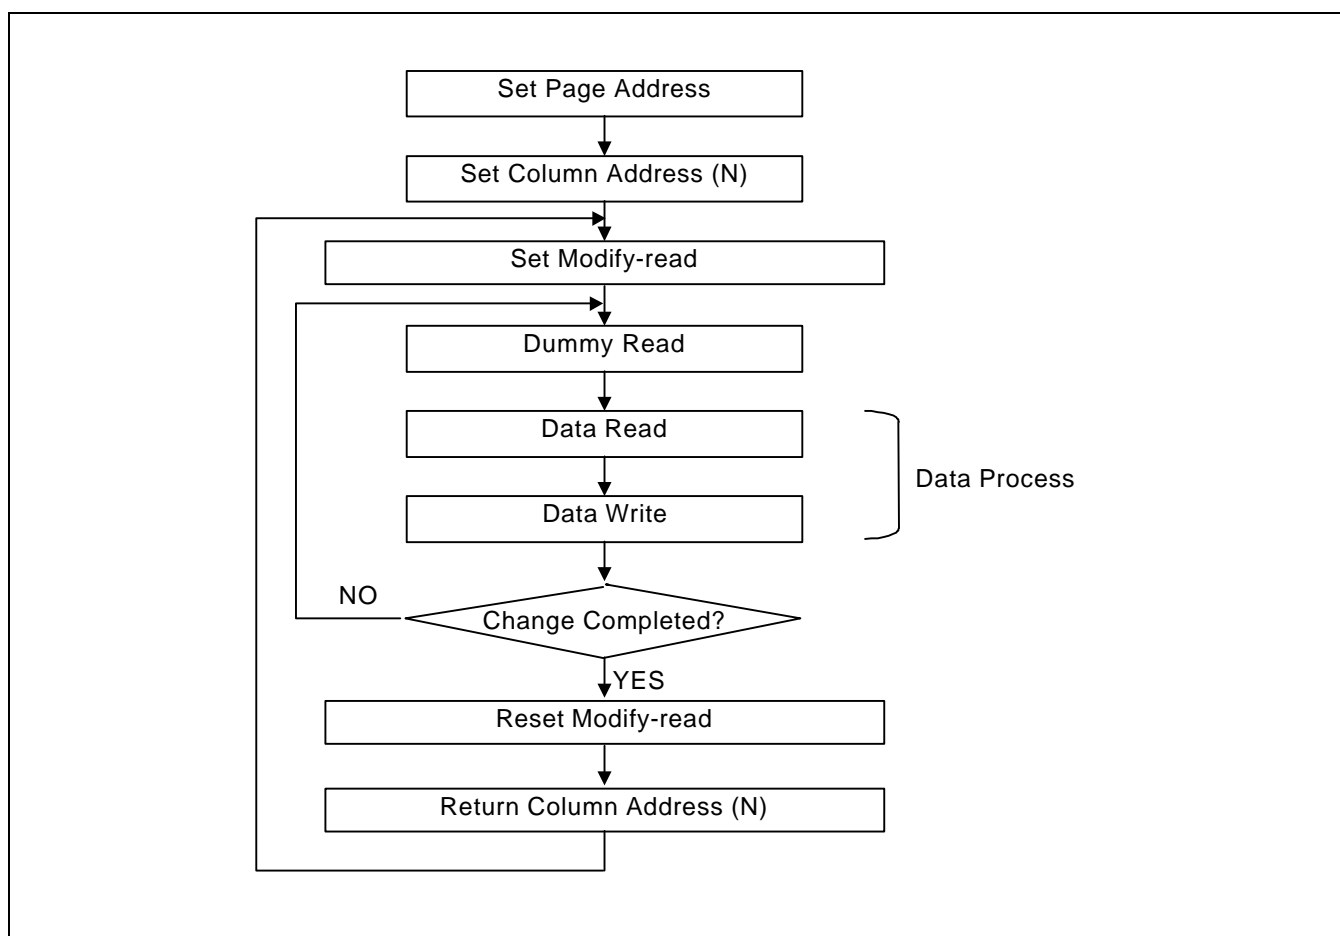 Set Page Address
Set Column Address (N)
Set Modify-read
Dummy Read
Data Read
Data Process
Data Write
NO
Change Completed?
YES
Reset Modify-read
Return Column Address (N)